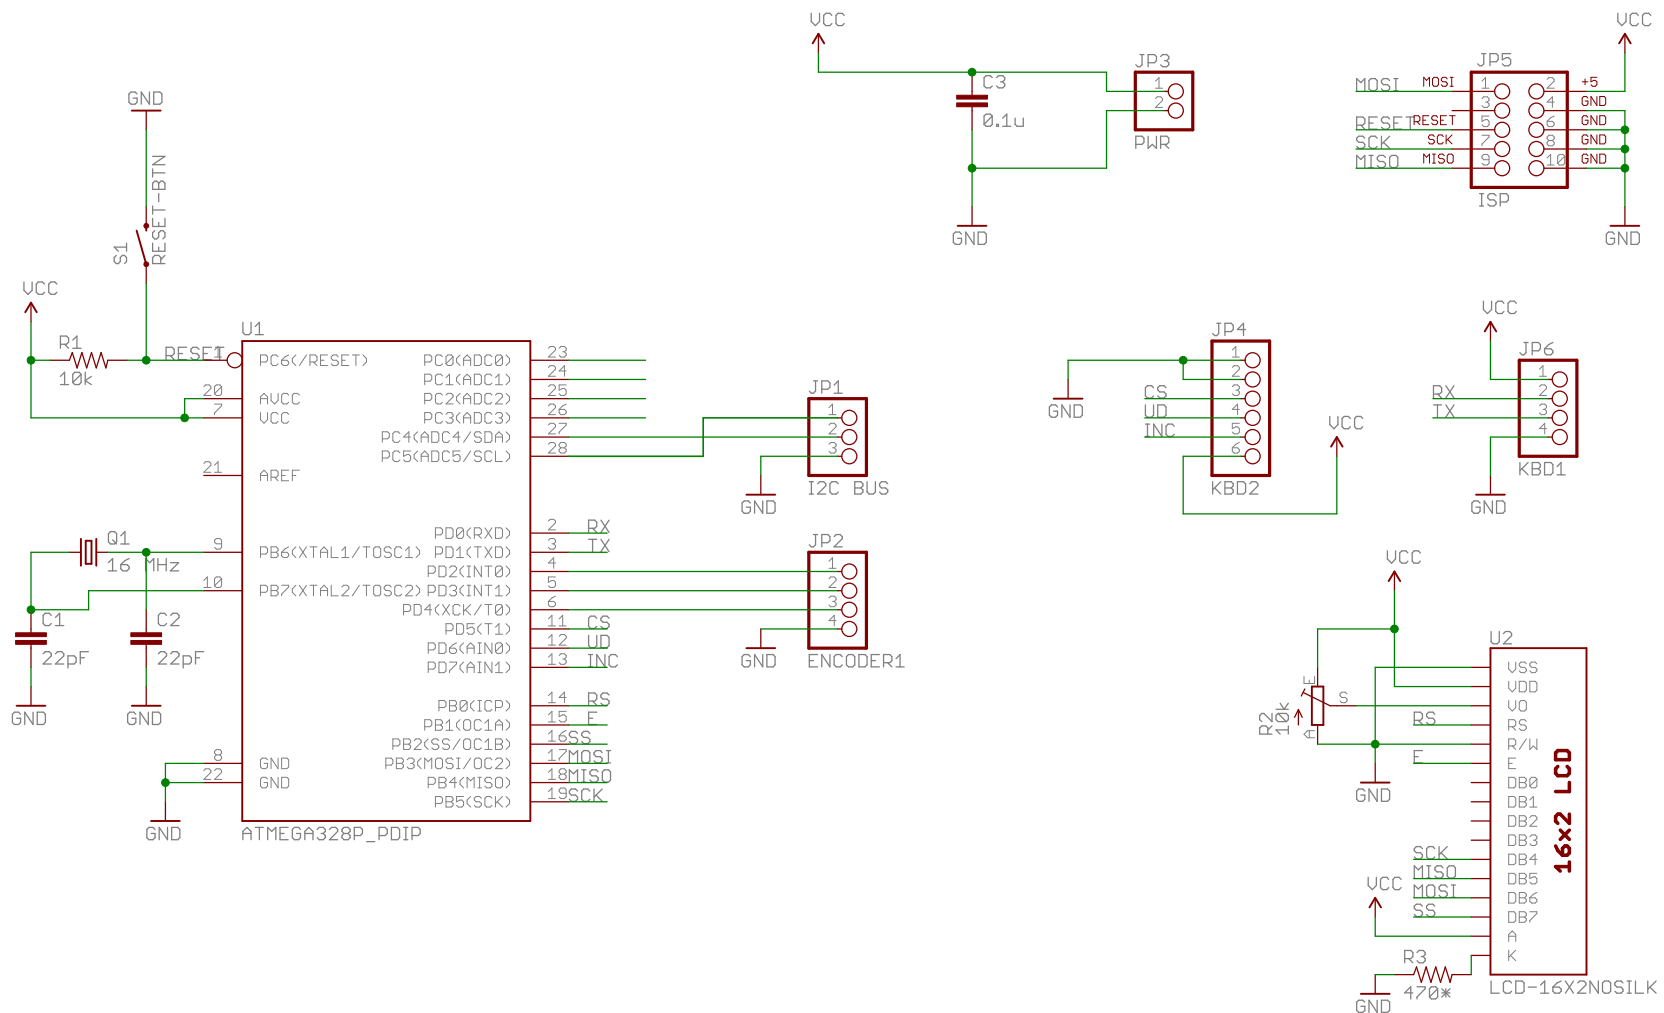 VCC
C3
0.1u
JP3
1
2
PWR
GND
VCC
JP5
MOSI MOSI 1 2 +5
3 4 GND
RESET RESET 5 6 GND
SCK SCK 7 8 GND
MISO MISO 9 10 GND
ISP
GND
GND
RESET-BTN
S1
VCC
R1
10k
RESET
U1
1 PC6(/RESET) PC0(ADC0) 23
PC1(ADC1) 24
20 AVCC PC2(ADC2) 25
7 VCC PC3(ADC3) 26
PC4(ADC4/SDA) 27
PC5(ADC5/SCL) 28
21 AREF
PD0(RXD) 2 RX
9 PB6(XTAL1/TOSC1) PD1(TXD) 3 TX
PD2(INT0) 4
10 PB7(XTAL2/TOSC2) PD3(INT1) 5
PD4(XCK/T0) 6
PD5(T1) 11 CS
PD6(AIN0) 12 UD
PD7(AIN1) 13 INC
PB0(ICP) 14 RS
PB1(OC1A) 15 E
PB2(SS/OC1B) 16 SS
8 GND PB3(MOSI/OC2) 17 MOSI
22 GND PB4(MISO) 18 MISO
PB5(SCK) 19 SCK
GND
ATMEGA328P_PDIP
Q1
16 MHz
C1
22pF
GND
C2
22pF
GND
JP1
1
2
3
I2C BUS
GND
JP2
1
2
3
4
ENCODER1
GND
JP4
1
2
CS 3
UD 4
INC 5
6
KBD2
GND
VCC
VCC
JP6
1
RX 2
TX 3
4
KBD1
GND
VCC
R2
10k
E
S
A
GND
U2
VSS
VDD
VO
RS RS
R/W
E E
DB0
DB1
DB2
DB3
SCK DB4
MISO DB5
MOSI DB6
SS DB7
A
K
16x2 LCD
VCC
R3
470*
GND
LCD-16X2NOSILK